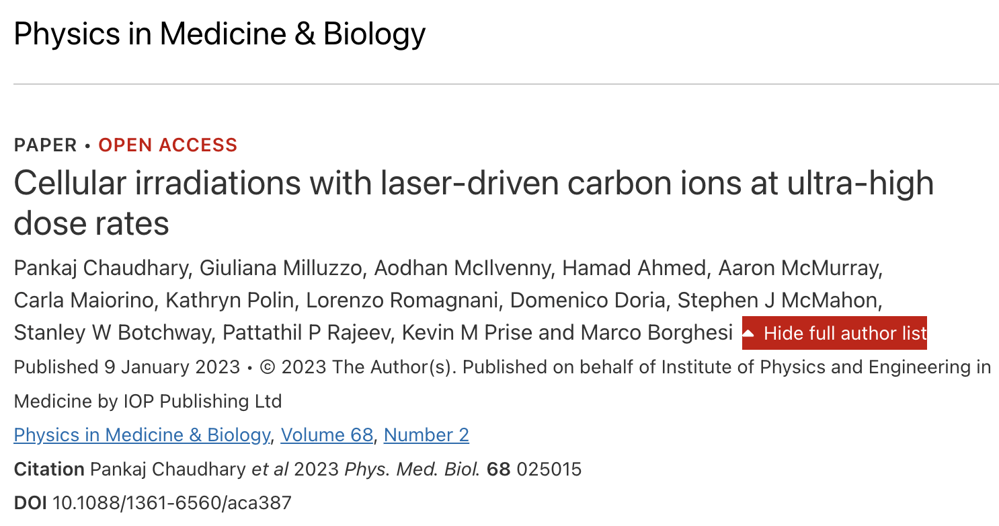 Physics in Medicine & Biology
PAPER • OPEN ACCESS
Cellular irradiations with laser-driven carbon ions at ultra-high
dose rates
Pankaj Chaudhary, Giuliana Milluzzo, Aodhan McIlvenny, Hamad Ahmed, Aaron McMurray,
Carla Maiorino, Kathryn Polin, Lorenzo Romagnani, Domenico Doria, Stephen J McMahon,
Stanley W Botchway, Pattathil P Rajeev, Kevin M Prise and Marco Borghesi Hide full author list
Published 9 January 2023 • © 2023 The Author(s). Published on behalf of Institute of Physics and Engineering in
Medicine by IOP Publishing Ltd
Physics in Medicine & Biology, Volume 68, Number 2
Citation Pankaj Chaudhary et al 2023 Phys. Med. Biol. 68 025015
DOI 10.1088/1361-6560/aca387